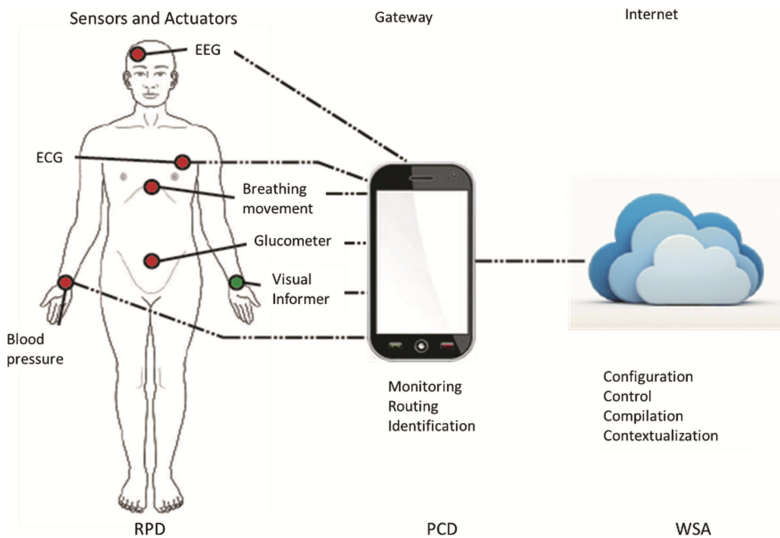 Sensors and Actuators
Gateway
Internet
EEG
ECG
Breathing
movement
Glucometer
Visual
Informer
Blood
pressure
Monitoring
Routing
Identification
Configuration
Control
Compilation
Contextualization
RPD
PCD
WSA